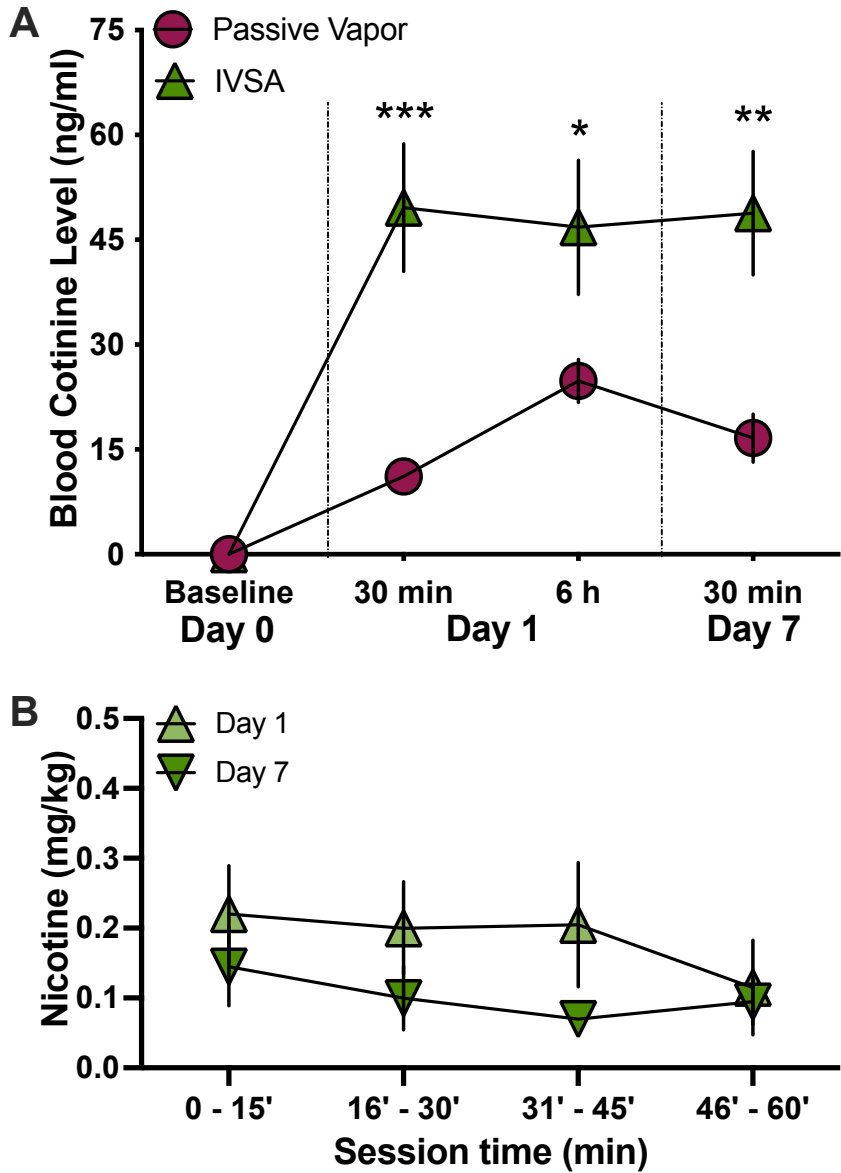 A
Passive Vapor
IVSA
Blood Cotinine Level (ng/ml)
75
60
45
30
15
0
***
*
**
Baseline
30 min
6 h
30 min
Day 0
Day 1
Day 7
B
Day 1
Day 7
Nicotine (mg/kg)
0.5
0.4
0.3
0.2
0.1
0.0
0 - 15'
16' - 30'
31' - 45'
46' - 60'
Session time (min)